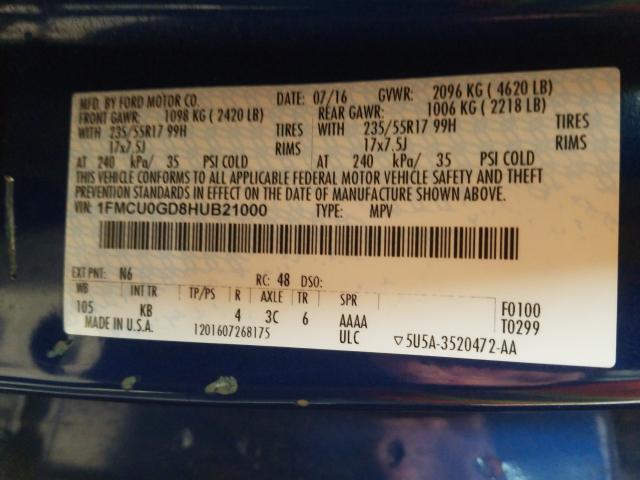 MFD. BY FORD MOTOR CO. DATE: 07/16 GVWR: 2096 KG ( 4620 LB)
FRONT GAWR: 1098 KG ( 2420 LB) REAR GAWR: 1006 KG ( 2218 LB)
WITH 235/55R17 99H TIRES WITH 235/55R17 99H TIRES
17x7.5J RIMS 17x7.5J RIMS
AT 240 kPa/ 35 PSI COLD AT 240 kPa/ 35 PSI COLD
THIS VEHICLE CONFORMS TO ALL APPLICABLE FEDERAL MOTOR VEHICLE SAFETY AND THEFT
PREVENTION STANDARDS IN EFFECT ON THE DATE OF MANUFACTURE SHOWN ABOVE.
VIN: 1FMCU0GD8HUB21000 TYPE: MPV
EXT PNT: N6 RC: 48 DSO:
WB INT TR TP/PS R AXLE TR SPR
105 KB 4 3C 6 AAAA F0100
MADE IN U.S.A. 1201607268175 ULC T0299
▽5U5A-3520472-AA